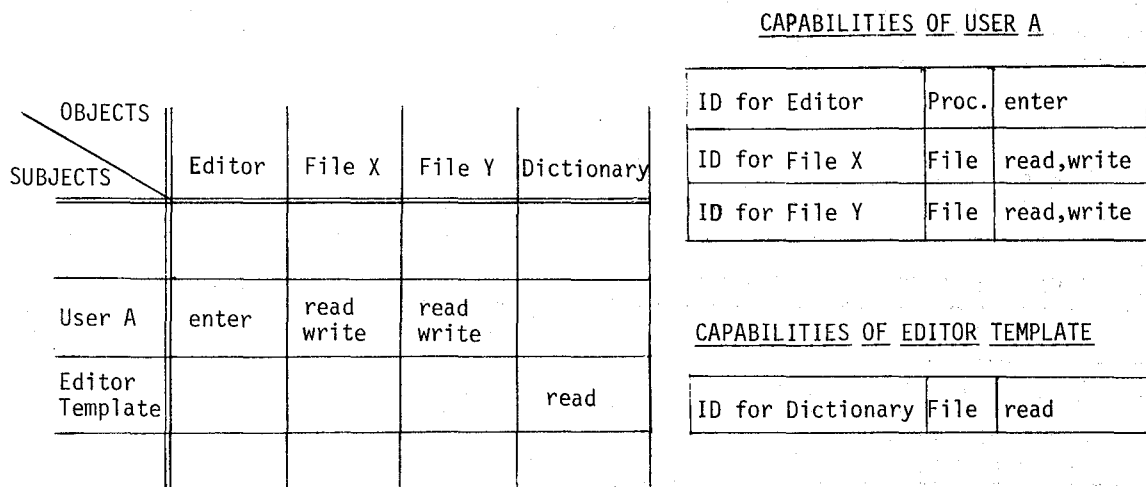 OBJECTS
SUBJECTS
Editor File X File Y Dictionary
User A enter read write read write
Editor Template read
CAPABILITIES OF USER A
ID for Editor Proc. enter
ID for File X File read,write
ID for File Y File read,write
CAPABILITIES OF EDITOR TEMPLATE
ID for Dictionary File read